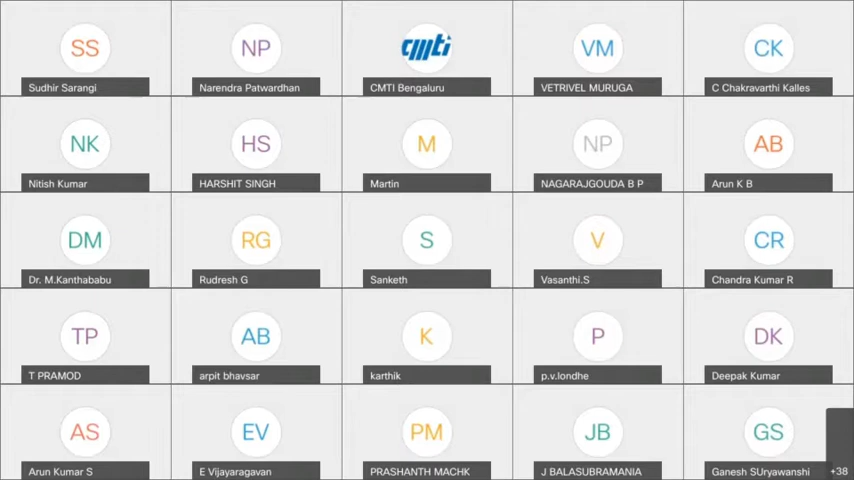 SS
NP
cmti
VM
CK
Sudhir Sarangi
Narendra Patwardhan
CMTI Bengaluru
VETRIVEL MURUGA
C Chakravarthi Kalles
NK
HS
M
NP
AB
Nitish Kumar
HARSHIT SINGH
Martin
NAGARAJGOUDA B P
Arun K B
DM
RG
S
V
CR
Dr. M.Kanthababu
Rudresh G
Sanketh
Vasanthi.S
Chandra Kumar R
TP
AB
K
P
DK
T PRAMOD
arpit bhavsar
karthik
p.v.londhe
Deepak Kumar
AS
EV
PM
JB
GS
Arun Kumar S
E Vijayaragavan
PRASHANTH MACHK
J BALASUBRAMANIA
Ganesh SUryawanshi
+38